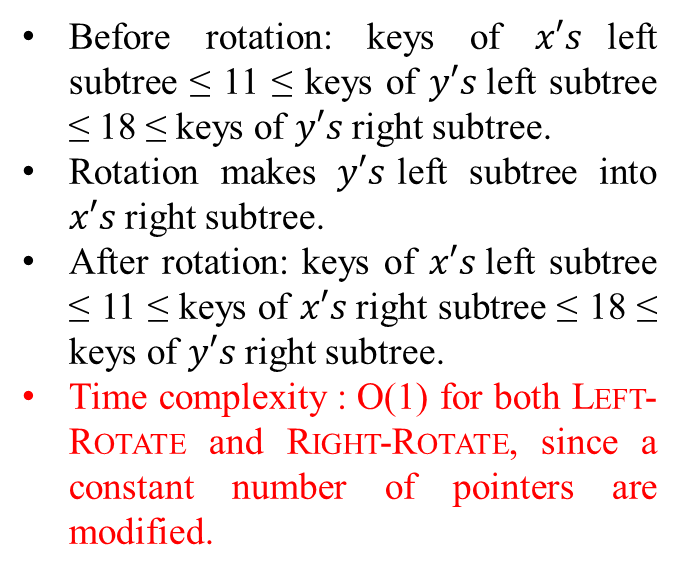 • Before rotation: keys of x's left
subtree ≤ 11 ≤ keys of y's left subtree
≤ 18 ≤ keys of y's right subtree.
• Rotation makes y's left subtree into
x's right subtree.
• After rotation: keys of x's left subtree
≤ 11 ≤ keys of x's right subtree ≤ 18 ≤
keys of y's right subtree.
• Time complexity : O(1) for both LEFT-
ROTATE and RIGHT-ROTATE, since a
constant number of pointers are
modified.